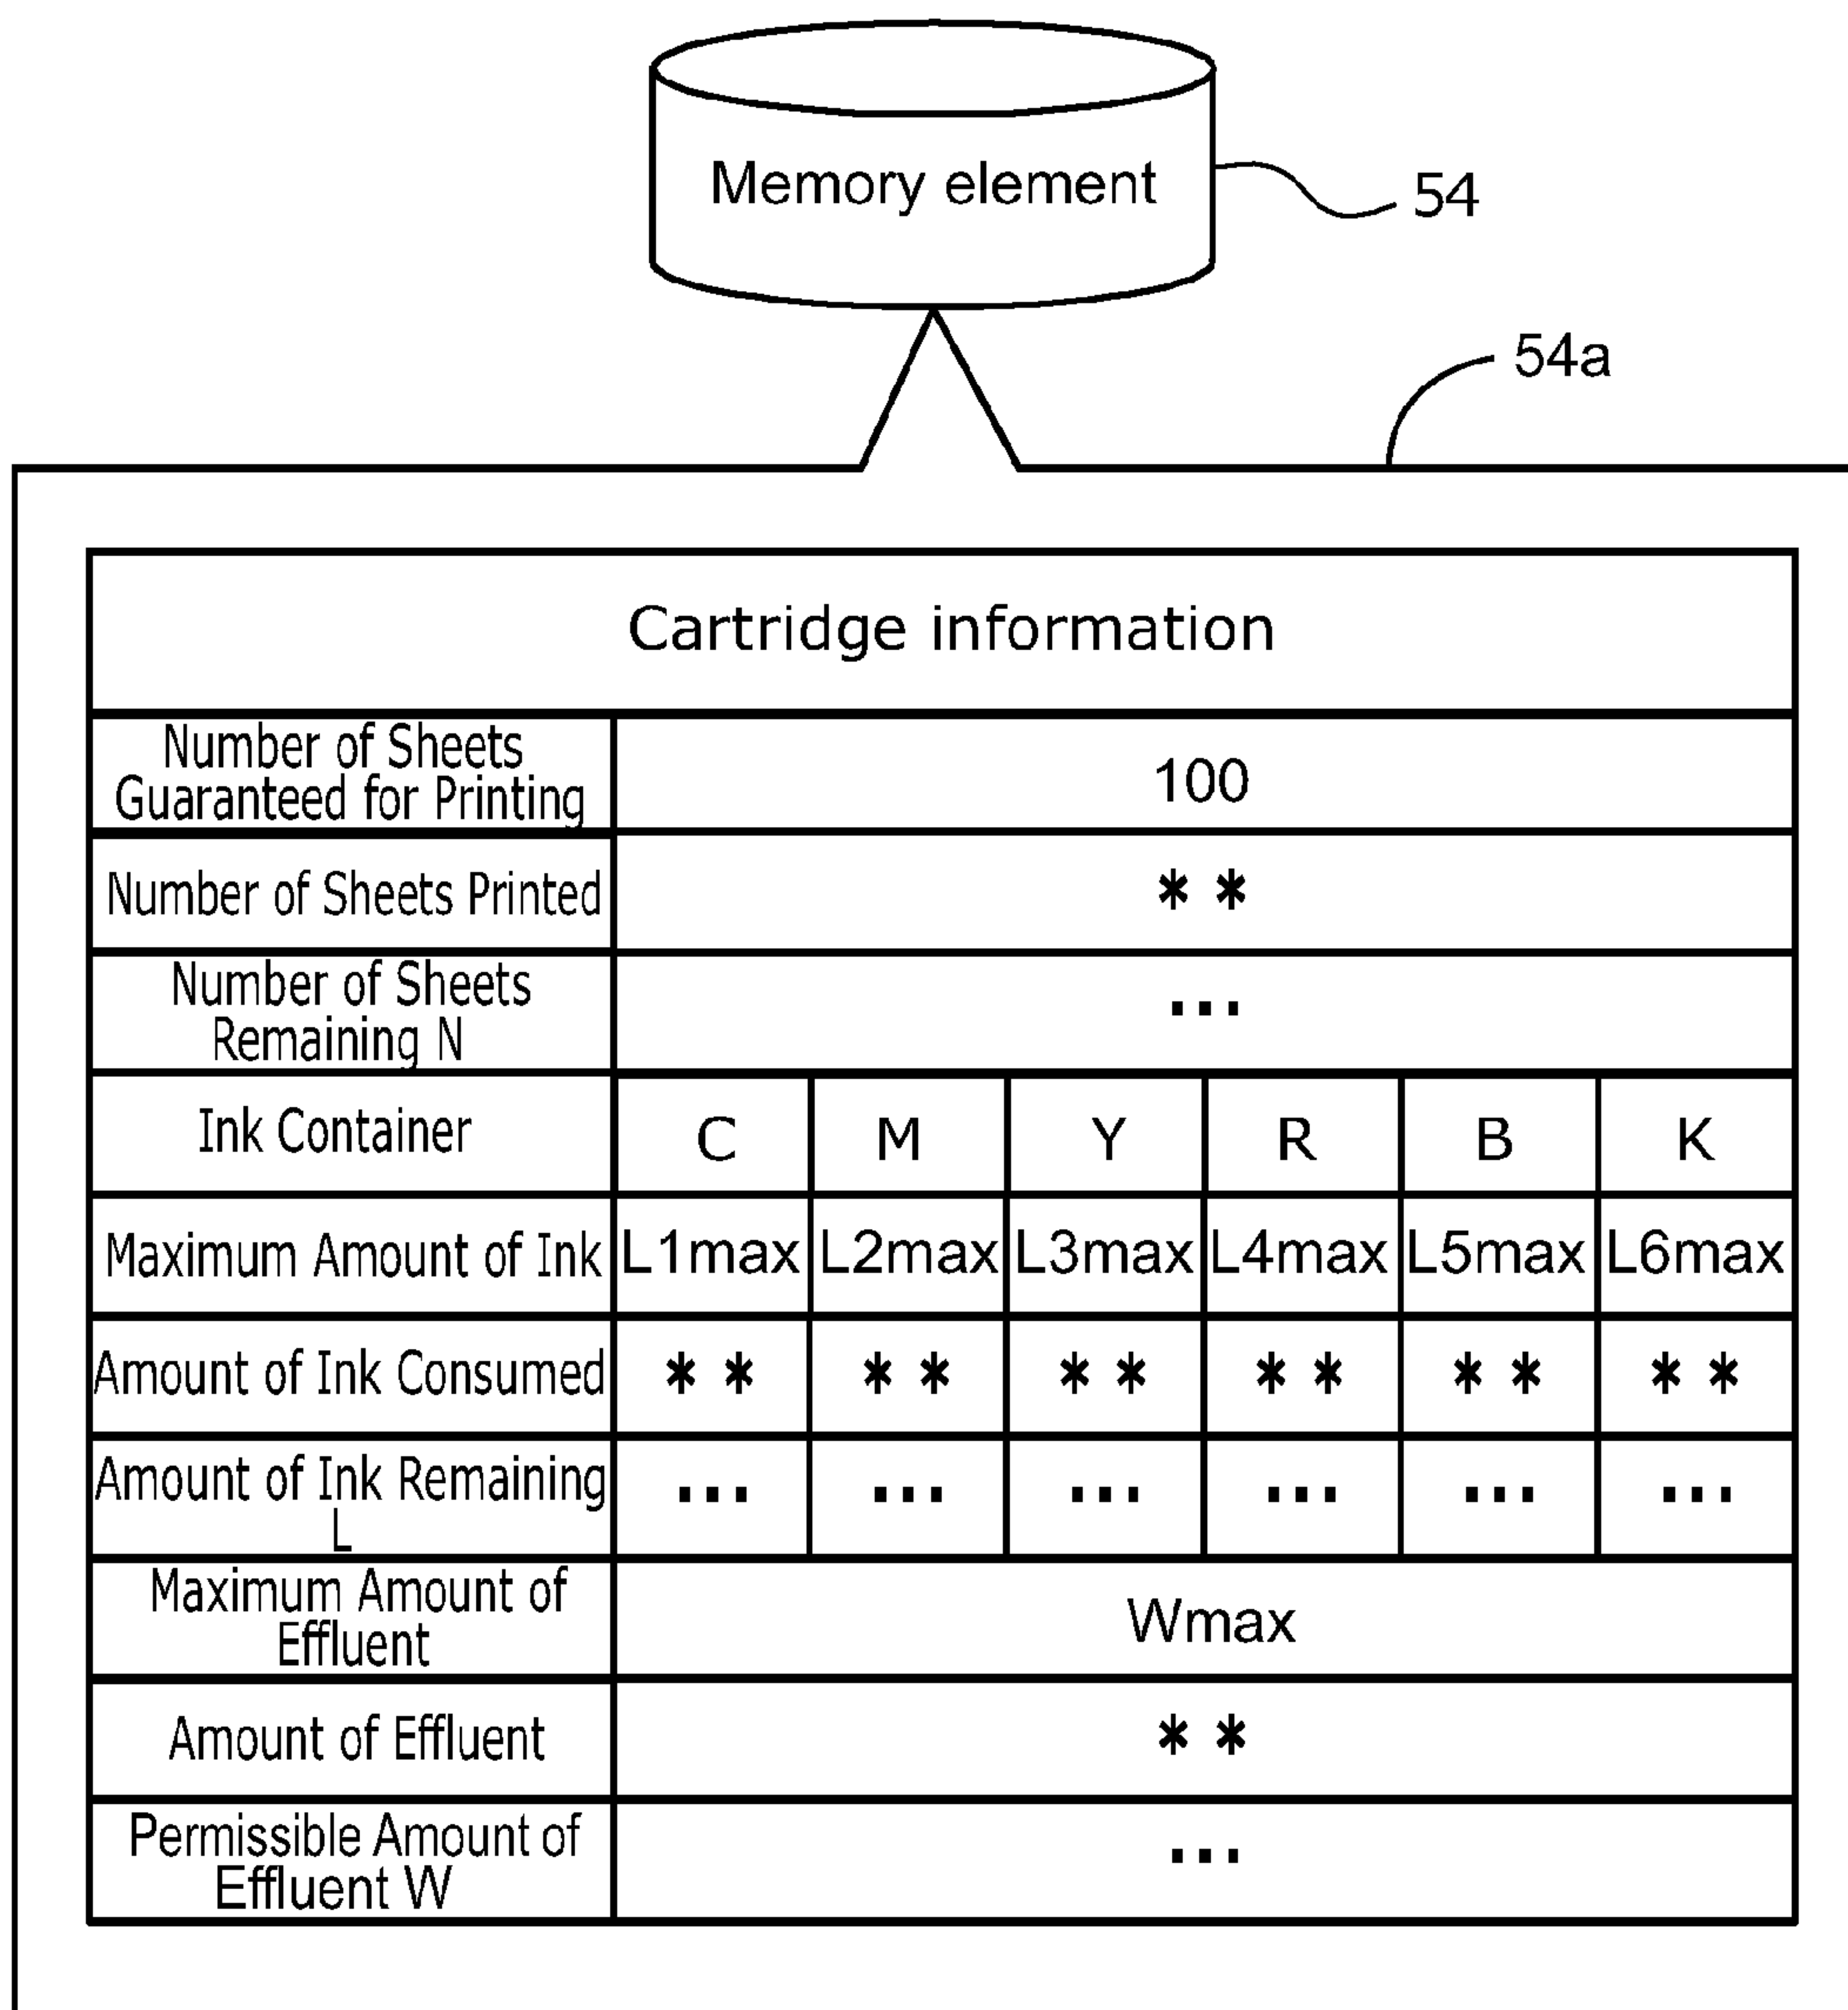 Memory element
54
54a
Cartridge information
Number of Sheets
Guaranteed for Printing
100
Number of Sheets Printed
* *
Number of Sheets
Remaining N
...
Ink Container
C M Y R B K
Maximum Amount of Ink
L1max L2max L3max L4max L5max L6max
Amount of Ink Consumed
* * * * * * * * * * * *
Amount of Ink Remaining
L
... ... ... ... ... ...
Maximum Amount of
Effluent
Wmax
Amount of Effluent
* *
Permissible Amount of
Effluent W
...